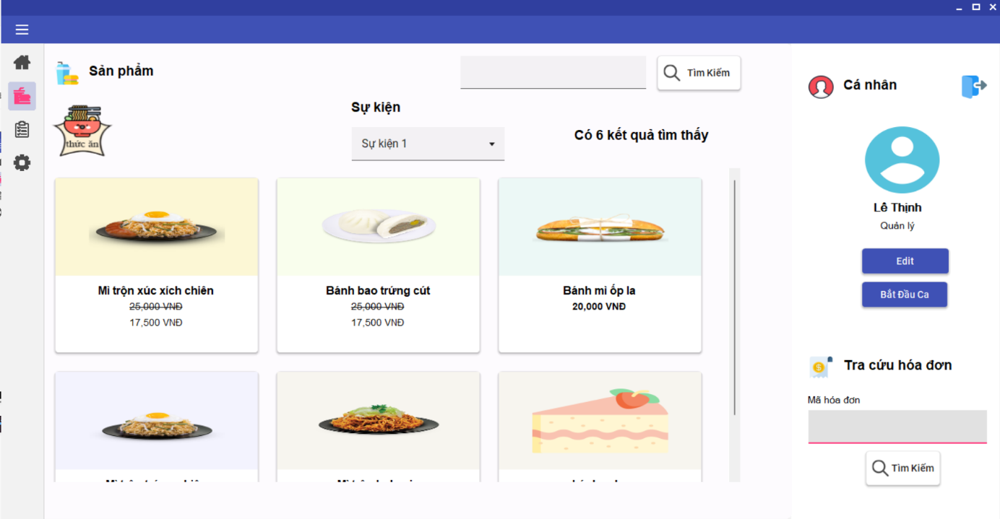 Sản phẩm
Tìm Kiếm
Sự kiện
thức ăn
Sự kiện 1
Có 6 kết quả tìm thấy
Mì trộn xúc xích chiên
25,000 VNĐ
17,500 VNĐ
Bánh bao trứng cút
25,000 VNĐ
17,500 VNĐ
Bánh mì ốp la
20,000 VNĐ
Cá nhân
Lê Thịnh
Quản lý
Edit
Bắt Đầu Ca
Tra cứu hóa đơn
Mã hóa đơn
Tìm Kiếm